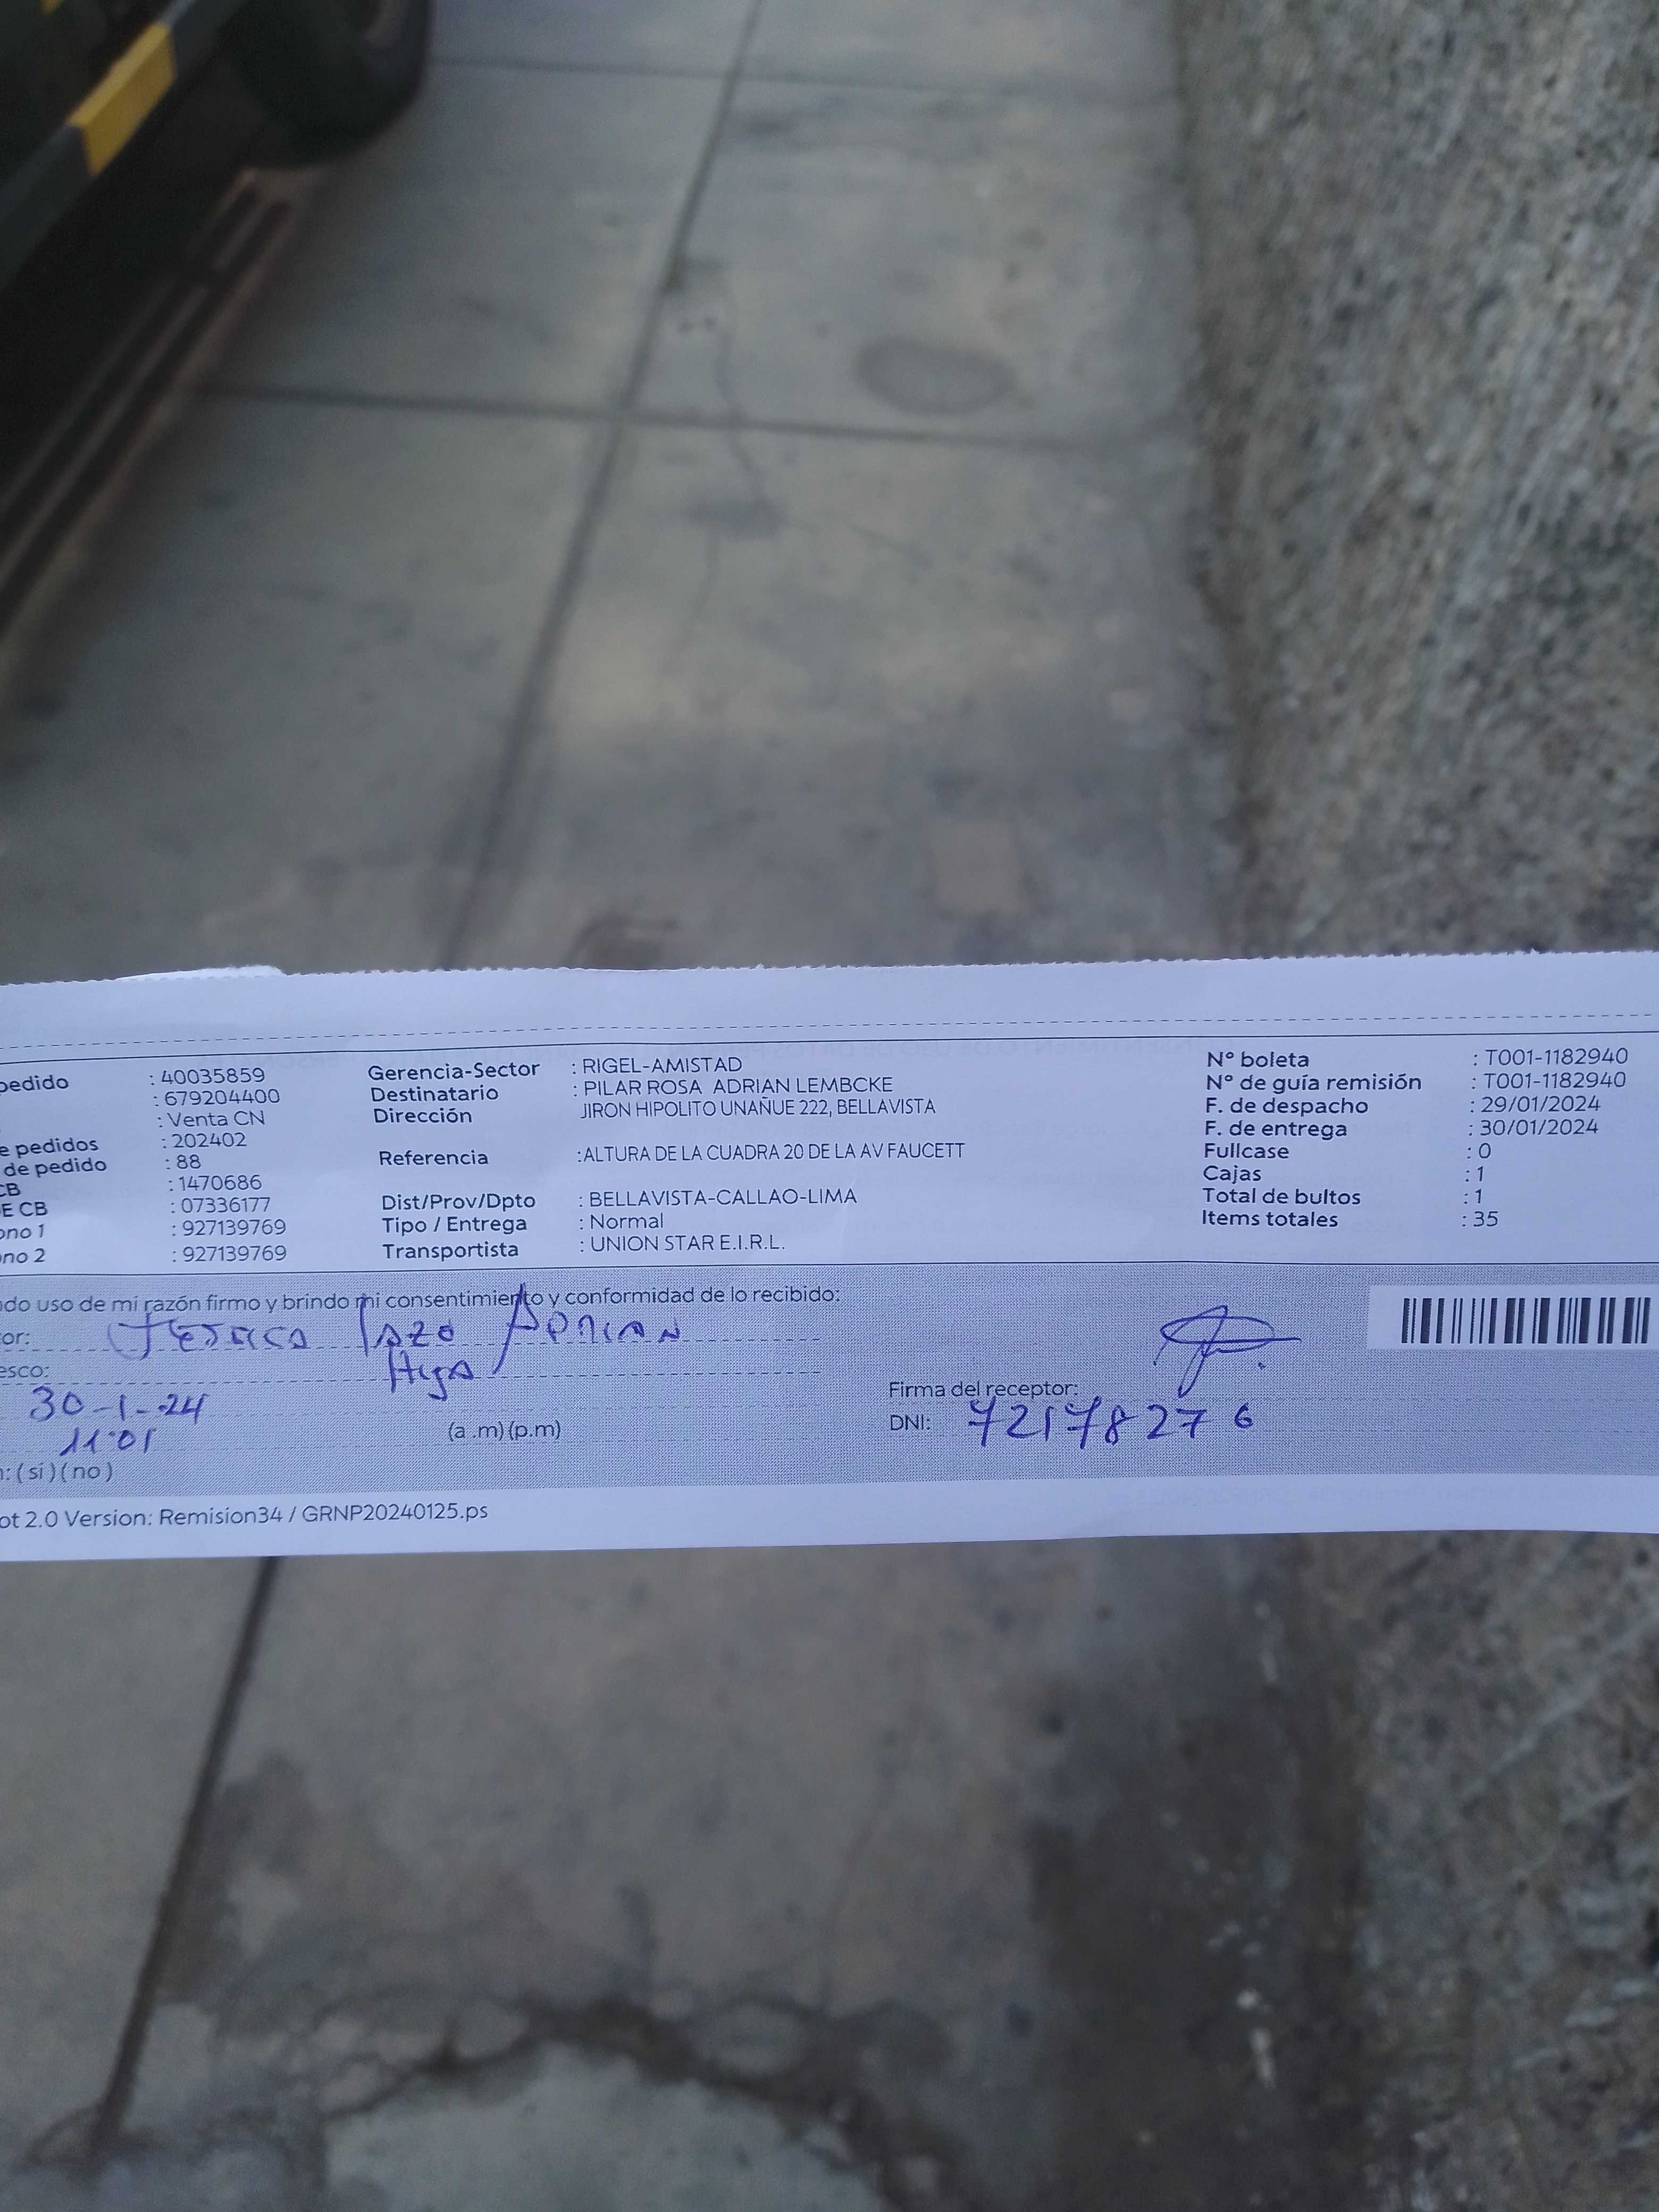 pedido : 40035859
: 679204400
: Venta CN
e pedidos : 202402
de pedido : 88
CB : 1470686
E CB : 07336177
ono 1 : 927139769
no 2 : 927139769
Gerencia-Sector : RIGEL-AMISTAD
Destinatario : PILAR ROSA ADRIAN LEMBCKE
Dirección JIRON HIPOLITO UNAÑUE 222, BELLAVISTA
Referencia :ALTURA DE LA CUADRA 20 DE LA AV FAUCETT
Dist/Prov/Dpto : BELLAVISTA-CALLAO-LIMA
Tipo / Entrega : Normal
Transportista : UNION STAR E.I.R.L.
N° boleta : T001-1182940
N° de guía remisión : T001-1182940
F. de despacho : 29/01/2024
F. de entrega : 30/01/2024
Fullcase : 0
Cajas : 1
Total de bultos : 1
Items totales : 35
do uso de mi razón firmo y brindo mi consentimiento y conformidad de lo recibido:
or: Jessica Lazo Adrian
esco: Hija
30-1-24
11:01 (a .m) (p.m)
: ( si ) ( no )
Firma del receptor:
DNI: 72178276
ot 2.0 Version: Remision34 / GRNP20240125.ps